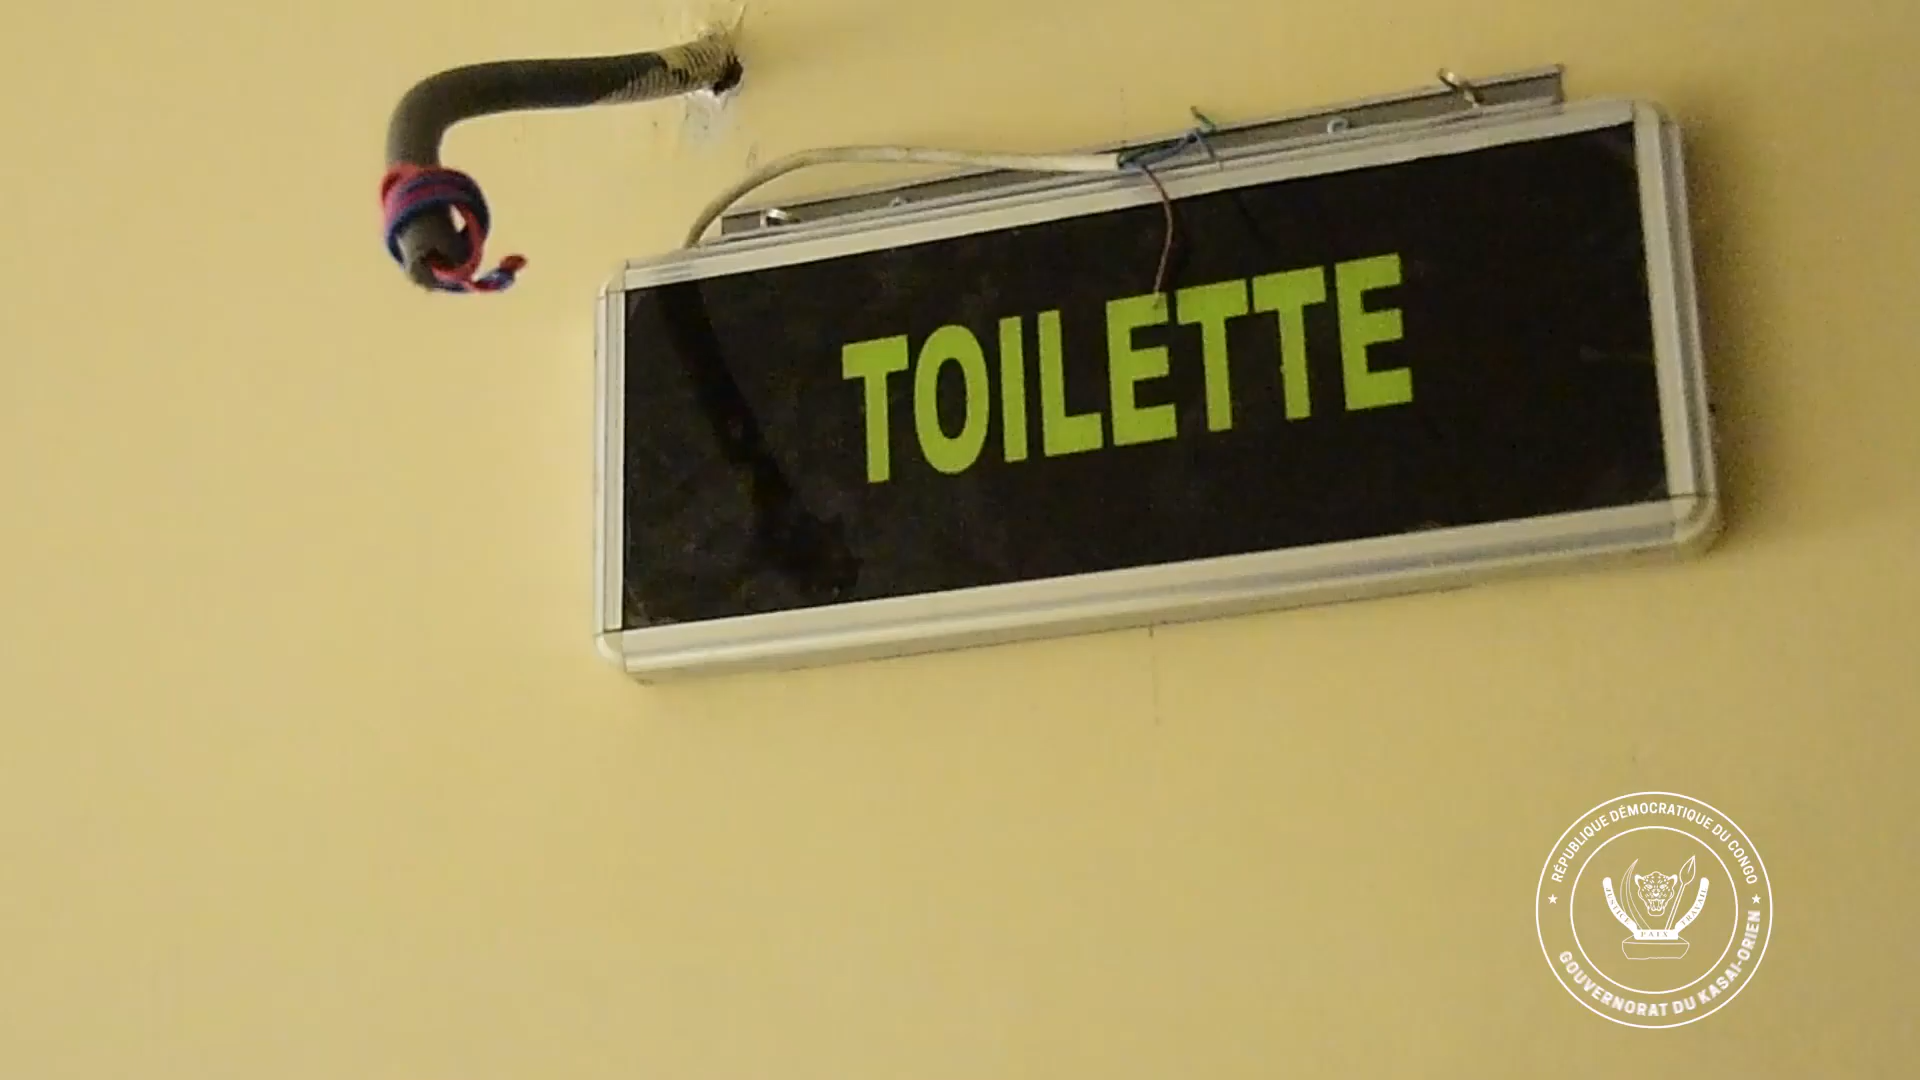 TOILETTE
RÉPUBLIQUE DÉMOCRATIQUE DU CONGO
JUSTICE
PAIX
TRAVAIL
GOUVERNORAT DU KASAI-ORIEN